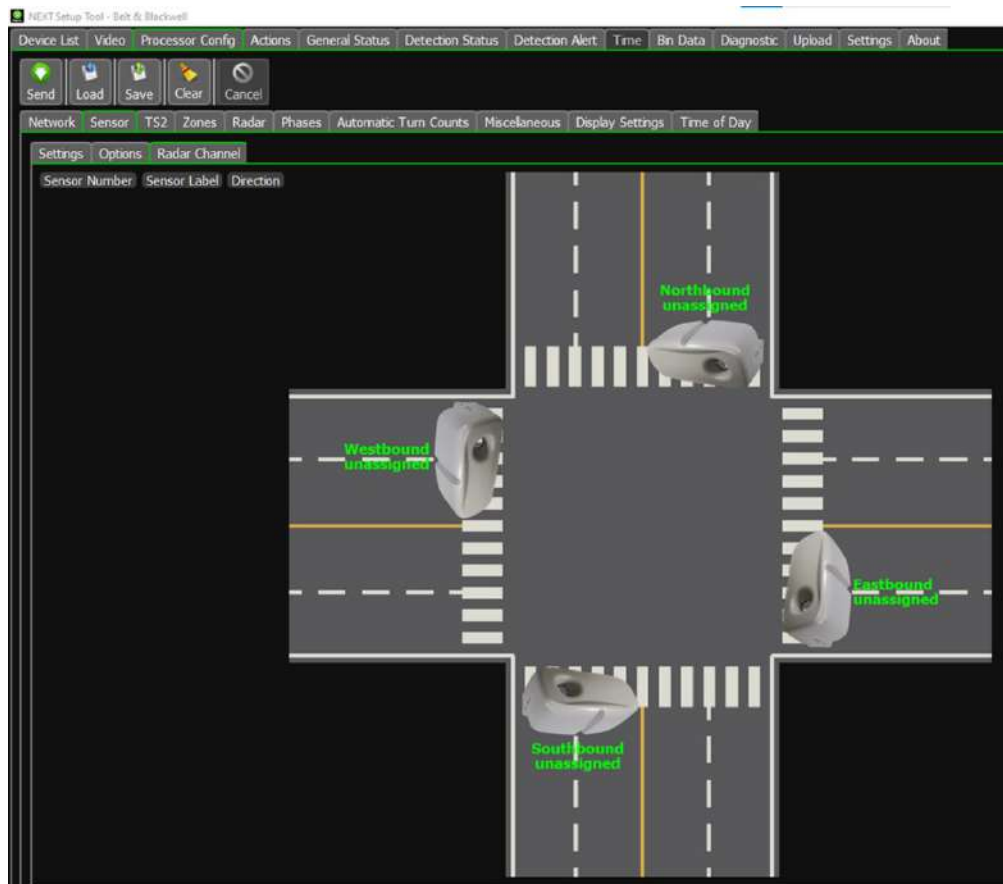 NEXT Setup Tool - Belt & Blackwell
Device List Video Processor Config Actions General Status Detection Status Detection Alert Time Bin Data Diagnostic Upload Settings About
Send Load Save Clear Cancel
Network Sensor TS2 Zones Radar Phases Automatic Turn Counts Miscellaneous Display Settings Time of Day
Settings Options Radar Channel
Sensor Number Sensor Label Direction
Northbound
unassigned
Westbound
unassigned
Eastbound
unassigned
Southbound
unassigned